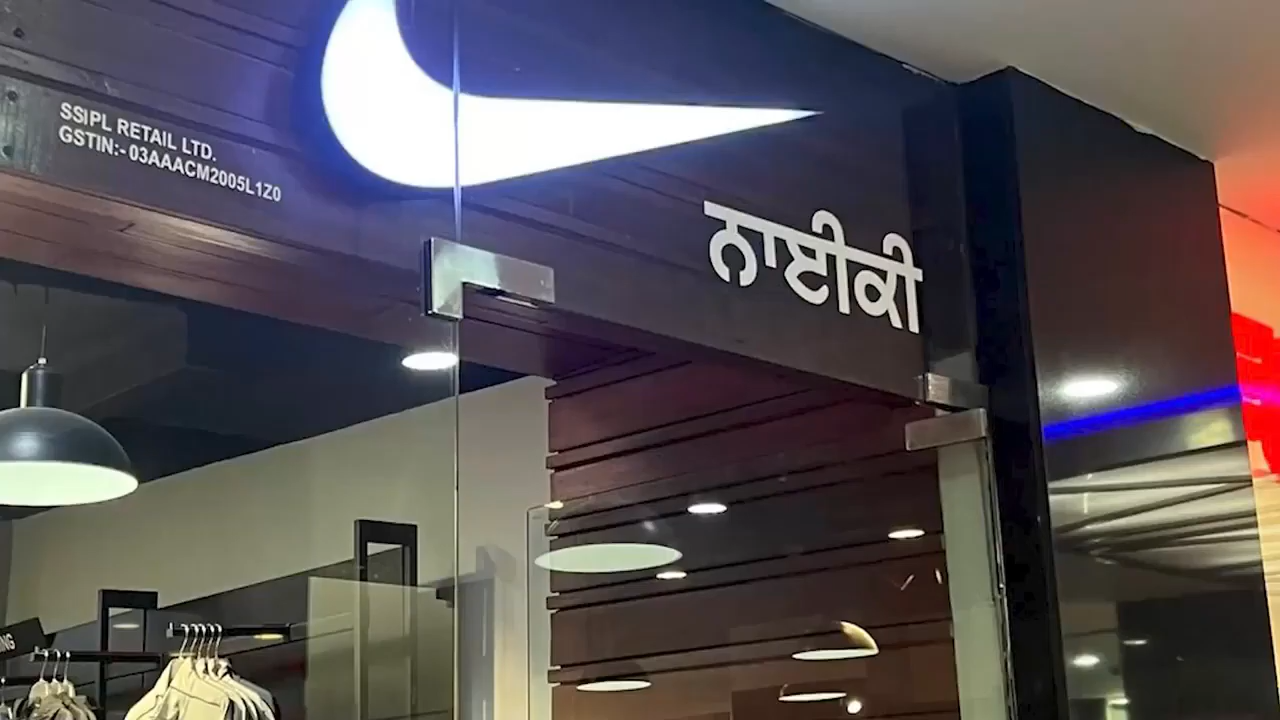 SSIPL RETAIL LTD.
GSTIN:- 03AAACM2005L1Z0
ਨਾਈਕੀ